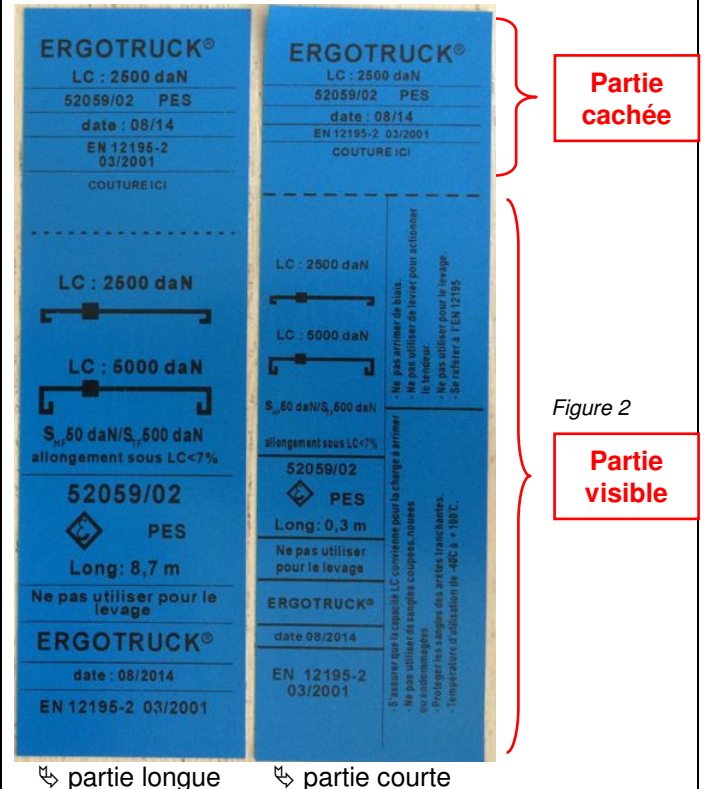 ERGOTRUCK®
LC : 2500 daN
52059/02 PES
date : 08/14
EN 12195-2
03/2001
COUTURE ICI
LC : 2500 daN
LC : 5000 daN
SHF50 daN/STF500 daN
allongement sous LC<7%
52059/02
PES
Long: 8,7 m
Ne pas utiliser pour le
levage
ERGOTRUCK®
date : 08/2014
EN 12195-2 03/2001
partie longue
ERGOTRUCK®
LC : 2500 daN
52059/02 PES
date : 08/14
EN 12195-2 03/2001
COUTURE ICI
LC : 2500 daN
LC : 5000 daN
SHF50 daN/STF500 daN
allongement sous LC<7%
52059/02
PES
Long: 0,3 m
Ne pas utiliser
pour le levage
ERGOTRUCK®
date 08/2014
EN 12195-2
03/2001
- Ne pas arrimer de biais.
- Ne pas utiliser de levier pour actionner
le tendeur.
- Ne pas utiliser pour le levage.
- Se référer à l'EN 12195
- S'assurer que la capacité LC convienne pour la charge à arrimer
- Ne pas utiliser de sangles coupées, nouées
ou endommagées.
- Protéger les sangles des arêtes tranchantes.
- Température d'utilisation de -40C à + 100°C.
partie courte
Partie
cachée
Figure 2
Partie
visible